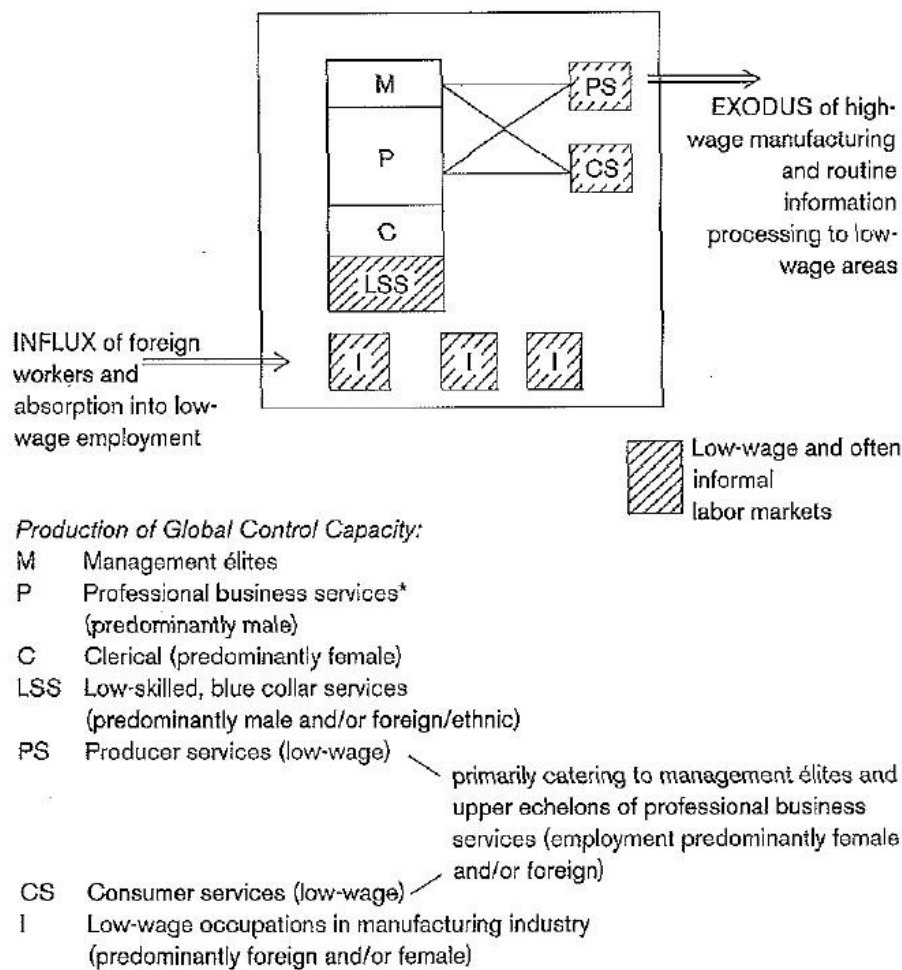 M
PS
P
CS
C
LSS
I
I
I
EXODUS of high-
wage manufacturing
and routine
information
processing to low-
wage areas
INFLUX of foreign
workers and
absorption into low-
wage employment
Low-wage and often
informal
labor markets
Production of Global Control Capacity:
M Management élites
P Professional business services*
(predominantly male)
C Clerical (predominantly female)
LSS Low-skilled, blue collar services
(predominantly male and/or foreign/ethnic)
PS Producer services (low-wage)
primarily catering to management élites and
upper echelons of professional business
services (employment predominantly female
and/or foreign)
CS Consumer services (low-wage)
I Low-wage occupations in manufacturing industry
(predominantly foreign and/or female)